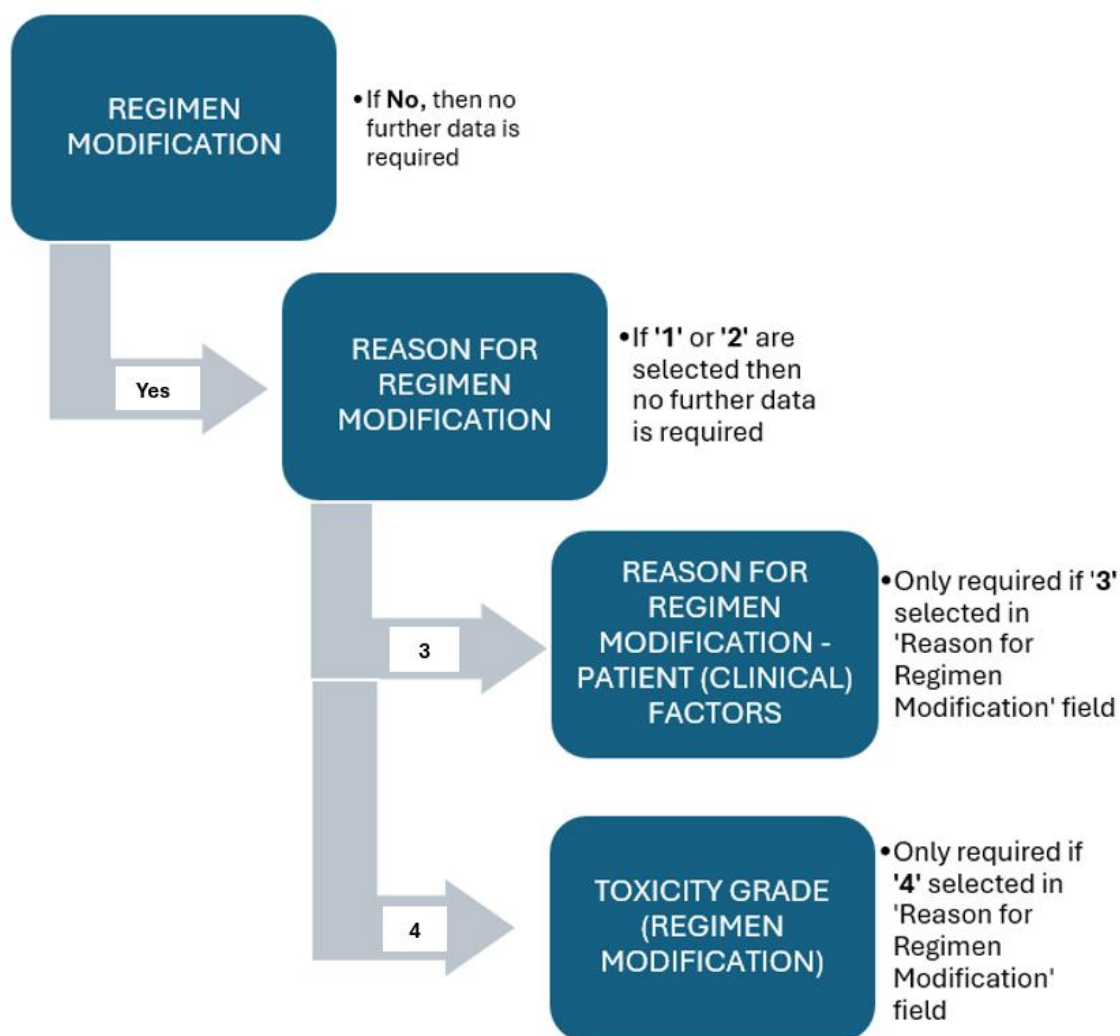 REGIMEN
MODIFICATION
•If No, then no
further data is
required
Yes
REASON FOR
REGIMEN
MODIFICATION
•If '1' or '2' are
selected then
no further data
is required
3
REASON FOR
REGIMEN
MODIFICATION -
PATIENT (CLINICAL)
FACTORS
•Only required if '3'
selected in
'Reason for
Regimen
Modification' field
4
TOXICITY GRADE
(REGIMEN
MODIFICATION)
•Only required if
'4' selected in
'Reason for
Regimen
Modification'
field